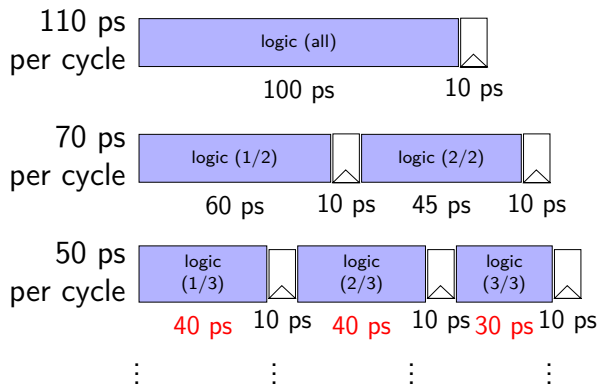 110 ps
per cycle
logic (all)
100 ps
10 ps
70 ps
per cycle
logic (1/2)
logic (2/2)
60 ps
10 ps
45 ps
10 ps
50 ps
per cycle
logic
(1/3)
logic
(2/3)
logic
(3/3)
40 ps
10 ps
40 ps
10 ps
30 ps
10 ps